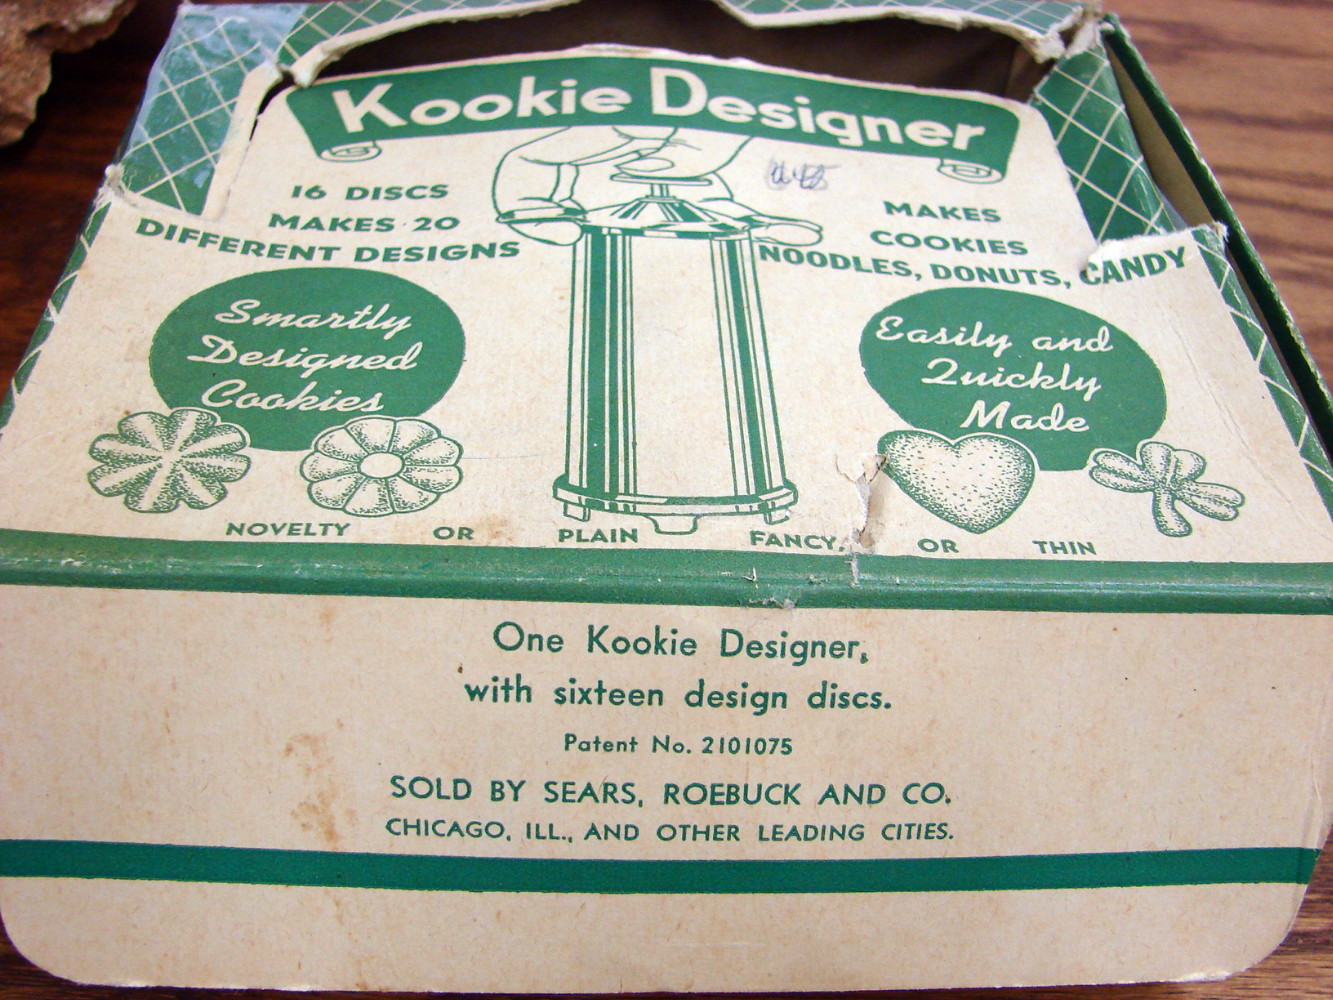 Kookie Designer
16 DISCS
MAKES 20
DIFFERENT DESIGNS
MAKES
COOKIES
NOODLES, DONUTS, CANDY
Smartly
Designed
Cookies
Easily and
Quickly
Made
NOVELTY OR PLAIN FANCY, OR THIN
One Kookie Designer,
with sixteen design discs.
Patent No. 2101075
SOLD BY SEARS, ROEBUCK AND CO.
CHICAGO, ILL., AND OTHER LEADING CITIES.